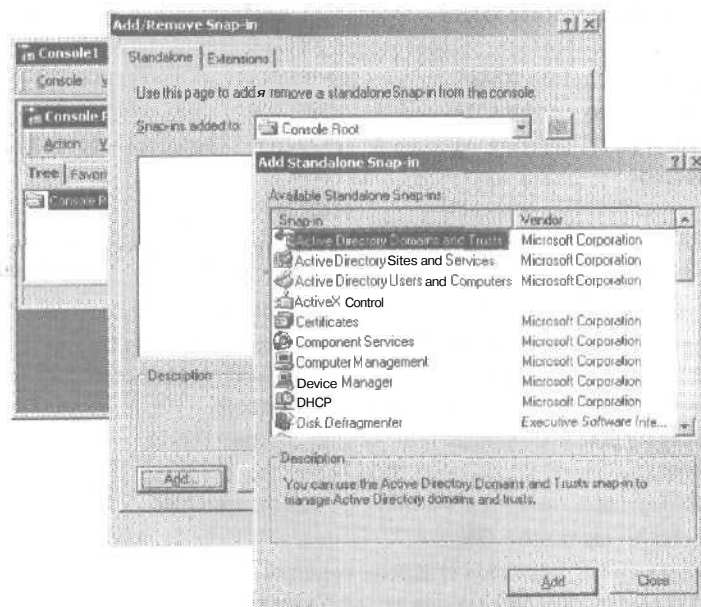 Add/Remove Snap-in
Console1
Console
Standalone
Extensions
Use this page to add я remove a standalone Snap-in from the console.
Snap-ins added to:
Console Root
Action
Tree
Favori
Console R
Description
Add...
Add Standalone Snap-in
Available Standalone Snap-ins:
Snap-in Vendor
Active Directory Domains and Trusts Microsoft Corporation
Active Directory Sites and Services Microsoft Corporation
Active Directory Users and Computers Microsoft Corporation
ActiveX Control
Certificates Microsoft Corporation
Component Services Microsoft Corporation
Computer Management Microsoft Corporation
Device Manager Microsoft Corporation
DHCP Microsoft Corporation
Disk Defragmenter Executive Software Inte...
Description
You can use the Active Directory Domains and Trusts snap-in to
manage Active Directory domains and trusts.
Add
Close